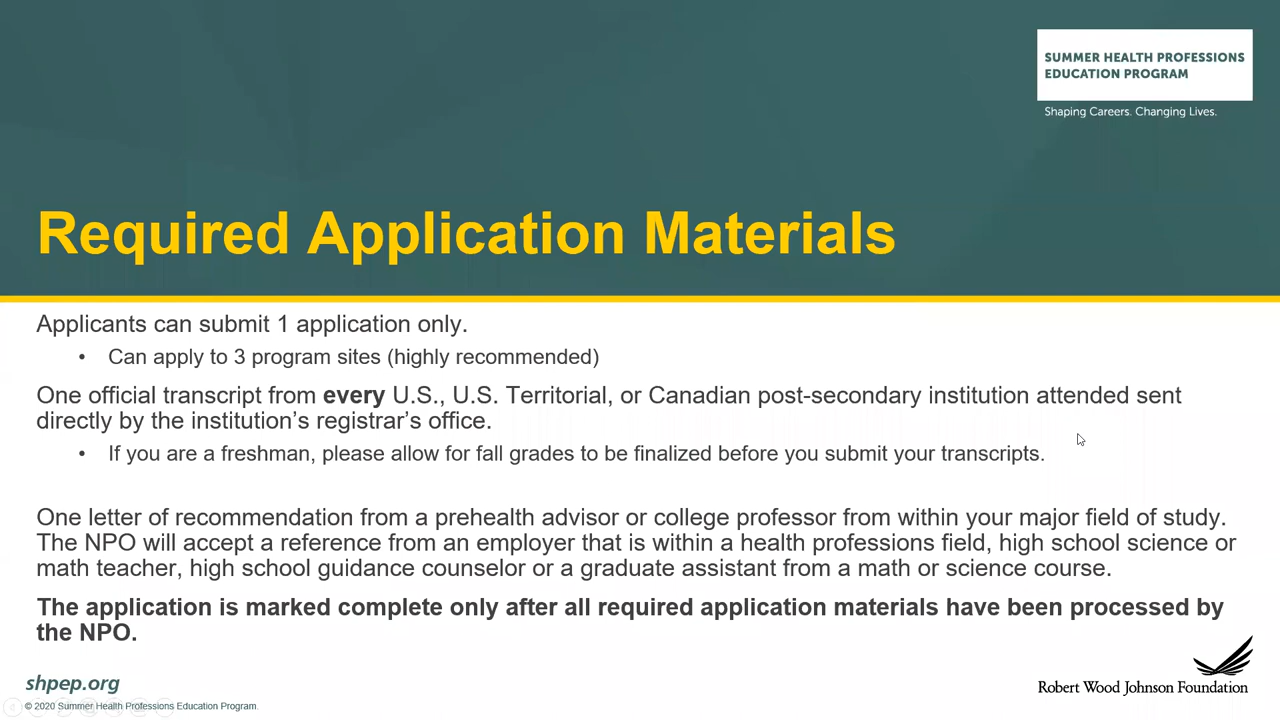 SUMMER HEALTH PROFESSIONS
EDUCATION PROGRAM
Shaping Careers. Changing Lives.
Required Application Materials
Applicants can submit 1 application only.
• Can apply to 3 program sites (highly recommended)
One official transcript from every U.S., U.S. Territorial, or Canadian post-secondary institution attended sent
directly by the institution’s registrar’s office.
• If you are a freshman, please allow for fall grades to be finalized before you submit your transcripts.
One letter of recommendation from a prehealth advisor or college professor from within your major field of study.
The NPO will accept a reference from an employer that is within a health professions field, high school science or
math teacher, high school guidance counselor or a graduate assistant from a math or science course.
The application is marked complete only after all required application materials have been processed by
the NPO.
shpep.org
Robert Wood Johnson Foundation
© 2020 Summer Health Professions Education Program.